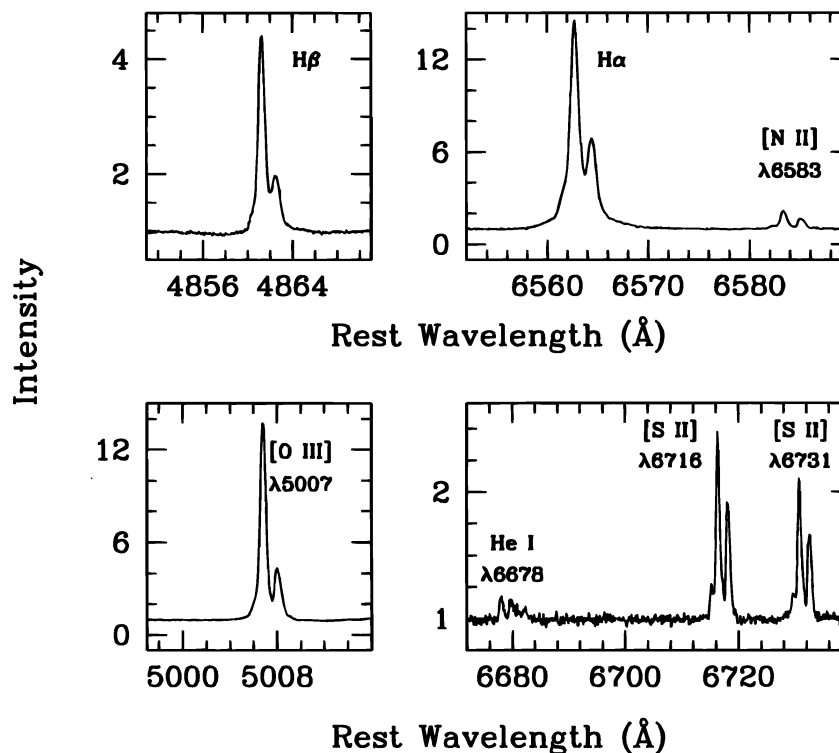 Intensity
4
2
Hβ
4856 4864
12
6
0
Hα
[N II]
λ6583
6560 6570 6580
Rest Wavelength (Å)
12
6
0
[O III]
λ5007
5000 5008
2
1
He I
λ6678
[S II]
λ6716
[S II]
λ6731
6680 6700 6720
Rest Wavelength (Å)